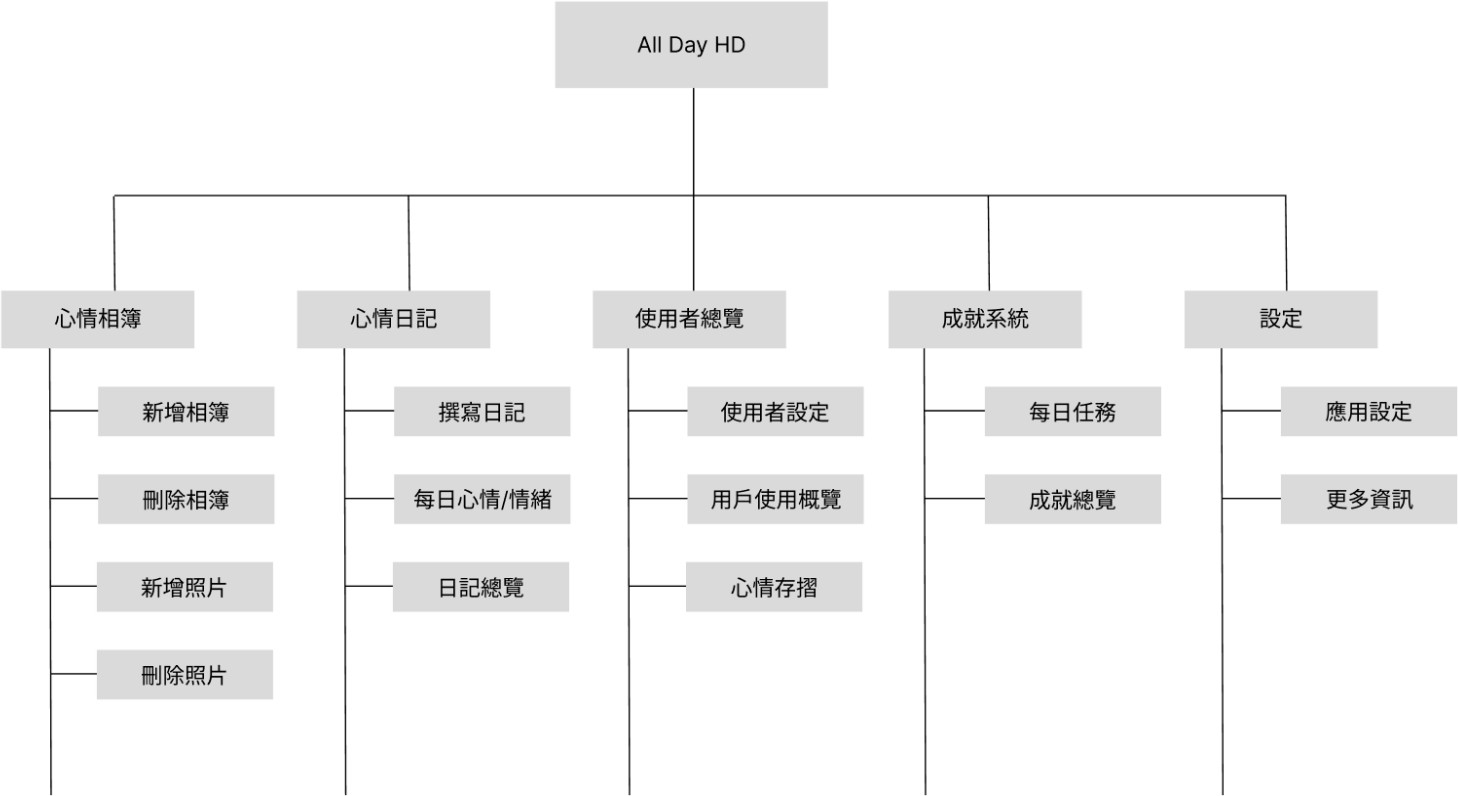 All Day HD
心情相簿
心情日記
使用者總覽
成就系統
設定
新增相簿
撰寫日記
使用者設定
每日任務
應用設定
刪除相簿
每日心情/情緒
用戶使用概覽
成就總覽
更多資訊
新增照片
日記總覽
心情存摺
刪除照片